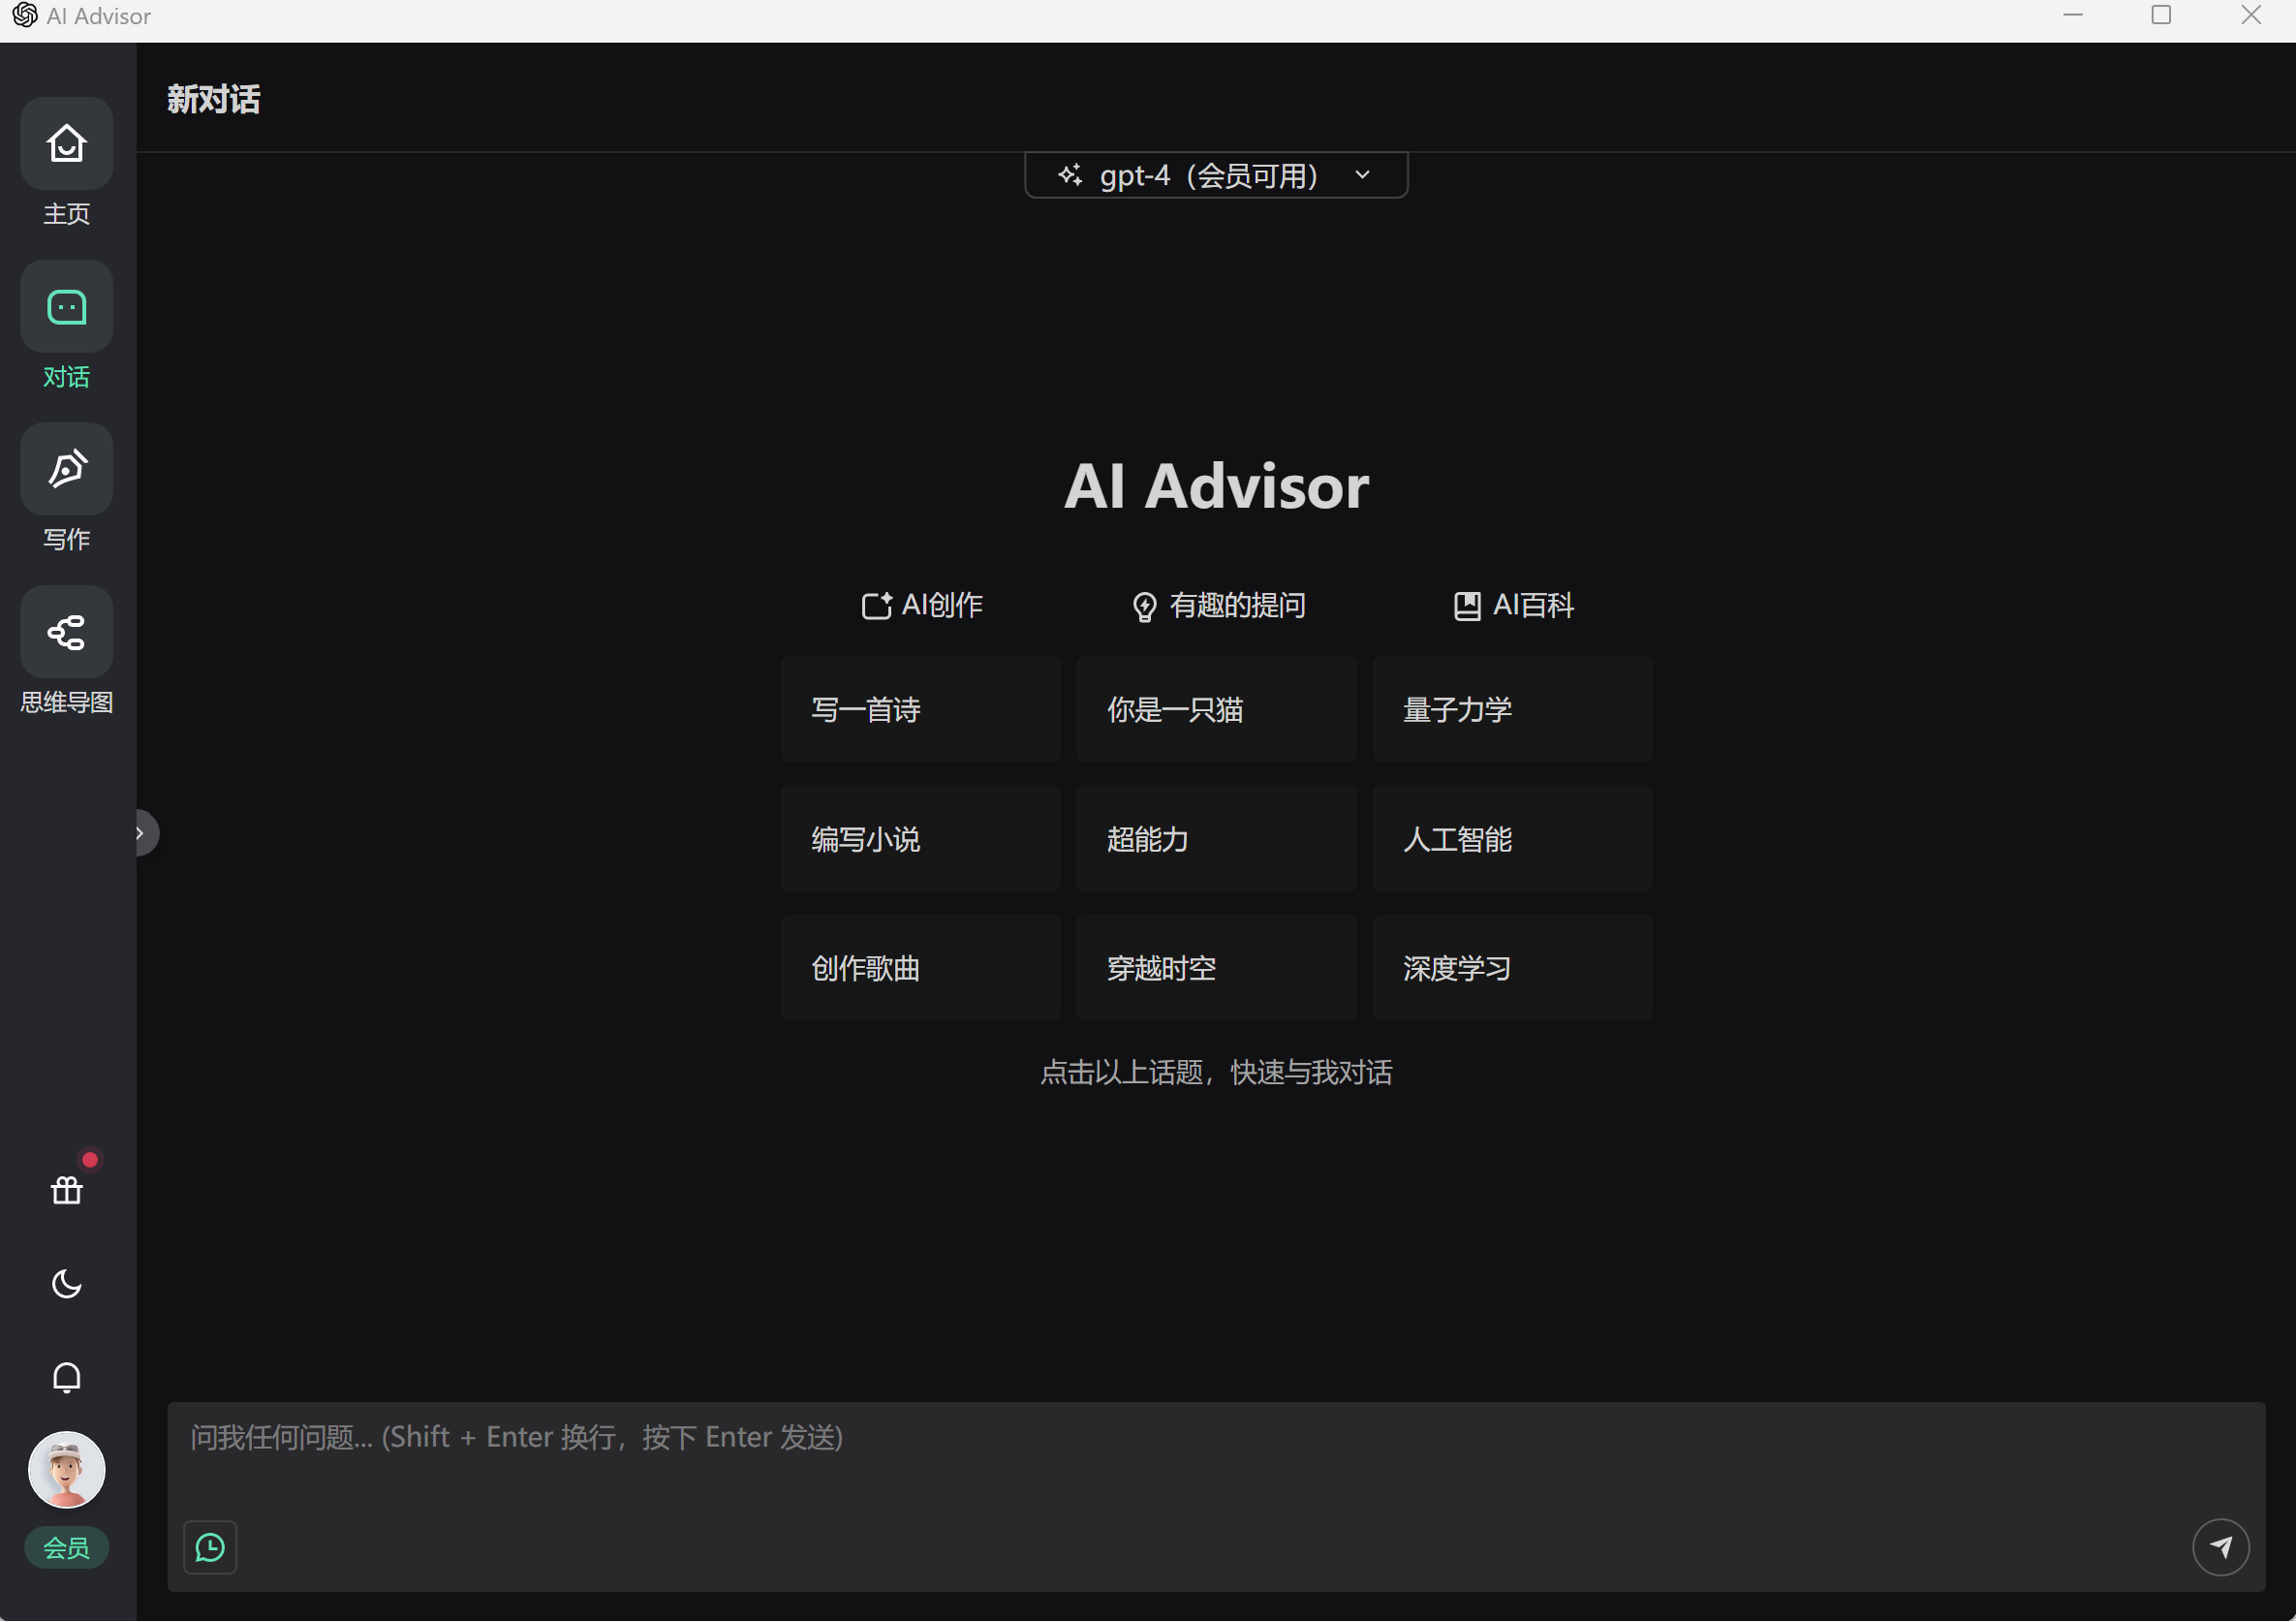 AI Advisor
新对话
gpt-4（会员可用）
主页
对话
写作
思维导图
AI Advisor
AI创作
有趣的提问
AI百科
写一首诗
你是一只猫
量子力学
编写小说
超能力
人工智能
创作歌曲
穿越时空
深度学习
点击以上话题，快速与我对话
问我任何问题... (Shift + Enter 换行，按下 Enter 发送)
会员